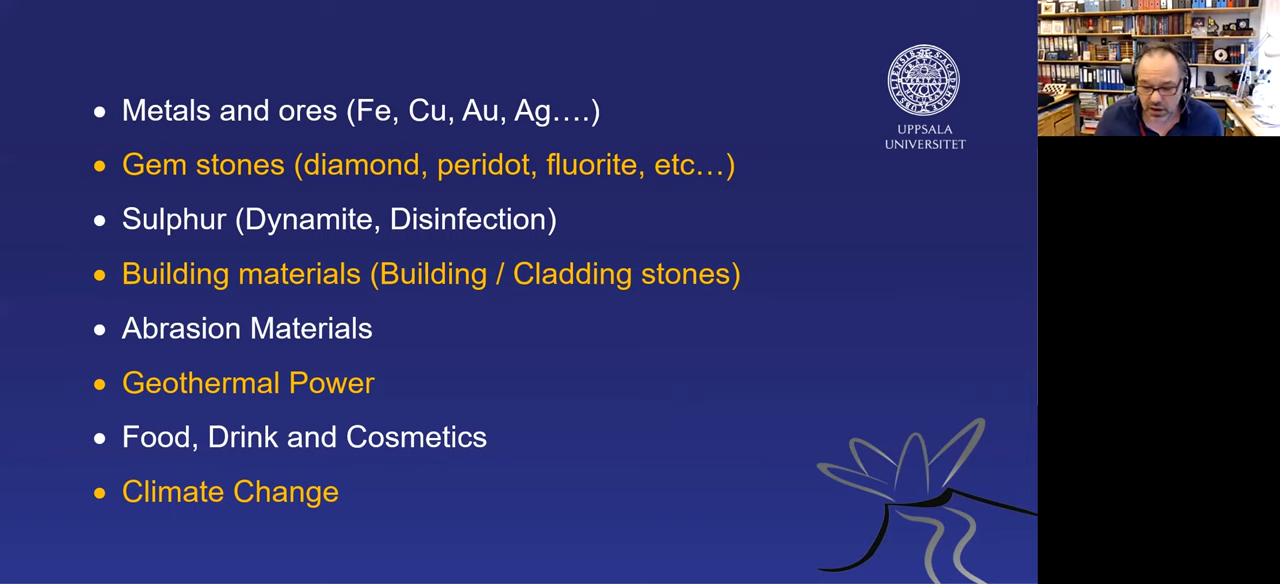 • Metals and ores (Fe, Cu, Au, Ag….)
• Gem stones (diamond, peridot, fluorite, etc…)
• Sulphur (Dynamite, Disinfection)
• Building materials (Building / Cladding stones)
• Abrasion Materials
• Geothermal Power
• Food, Drink and Cosmetics
• Climate Change
UPPSALA
UNIVERSITET